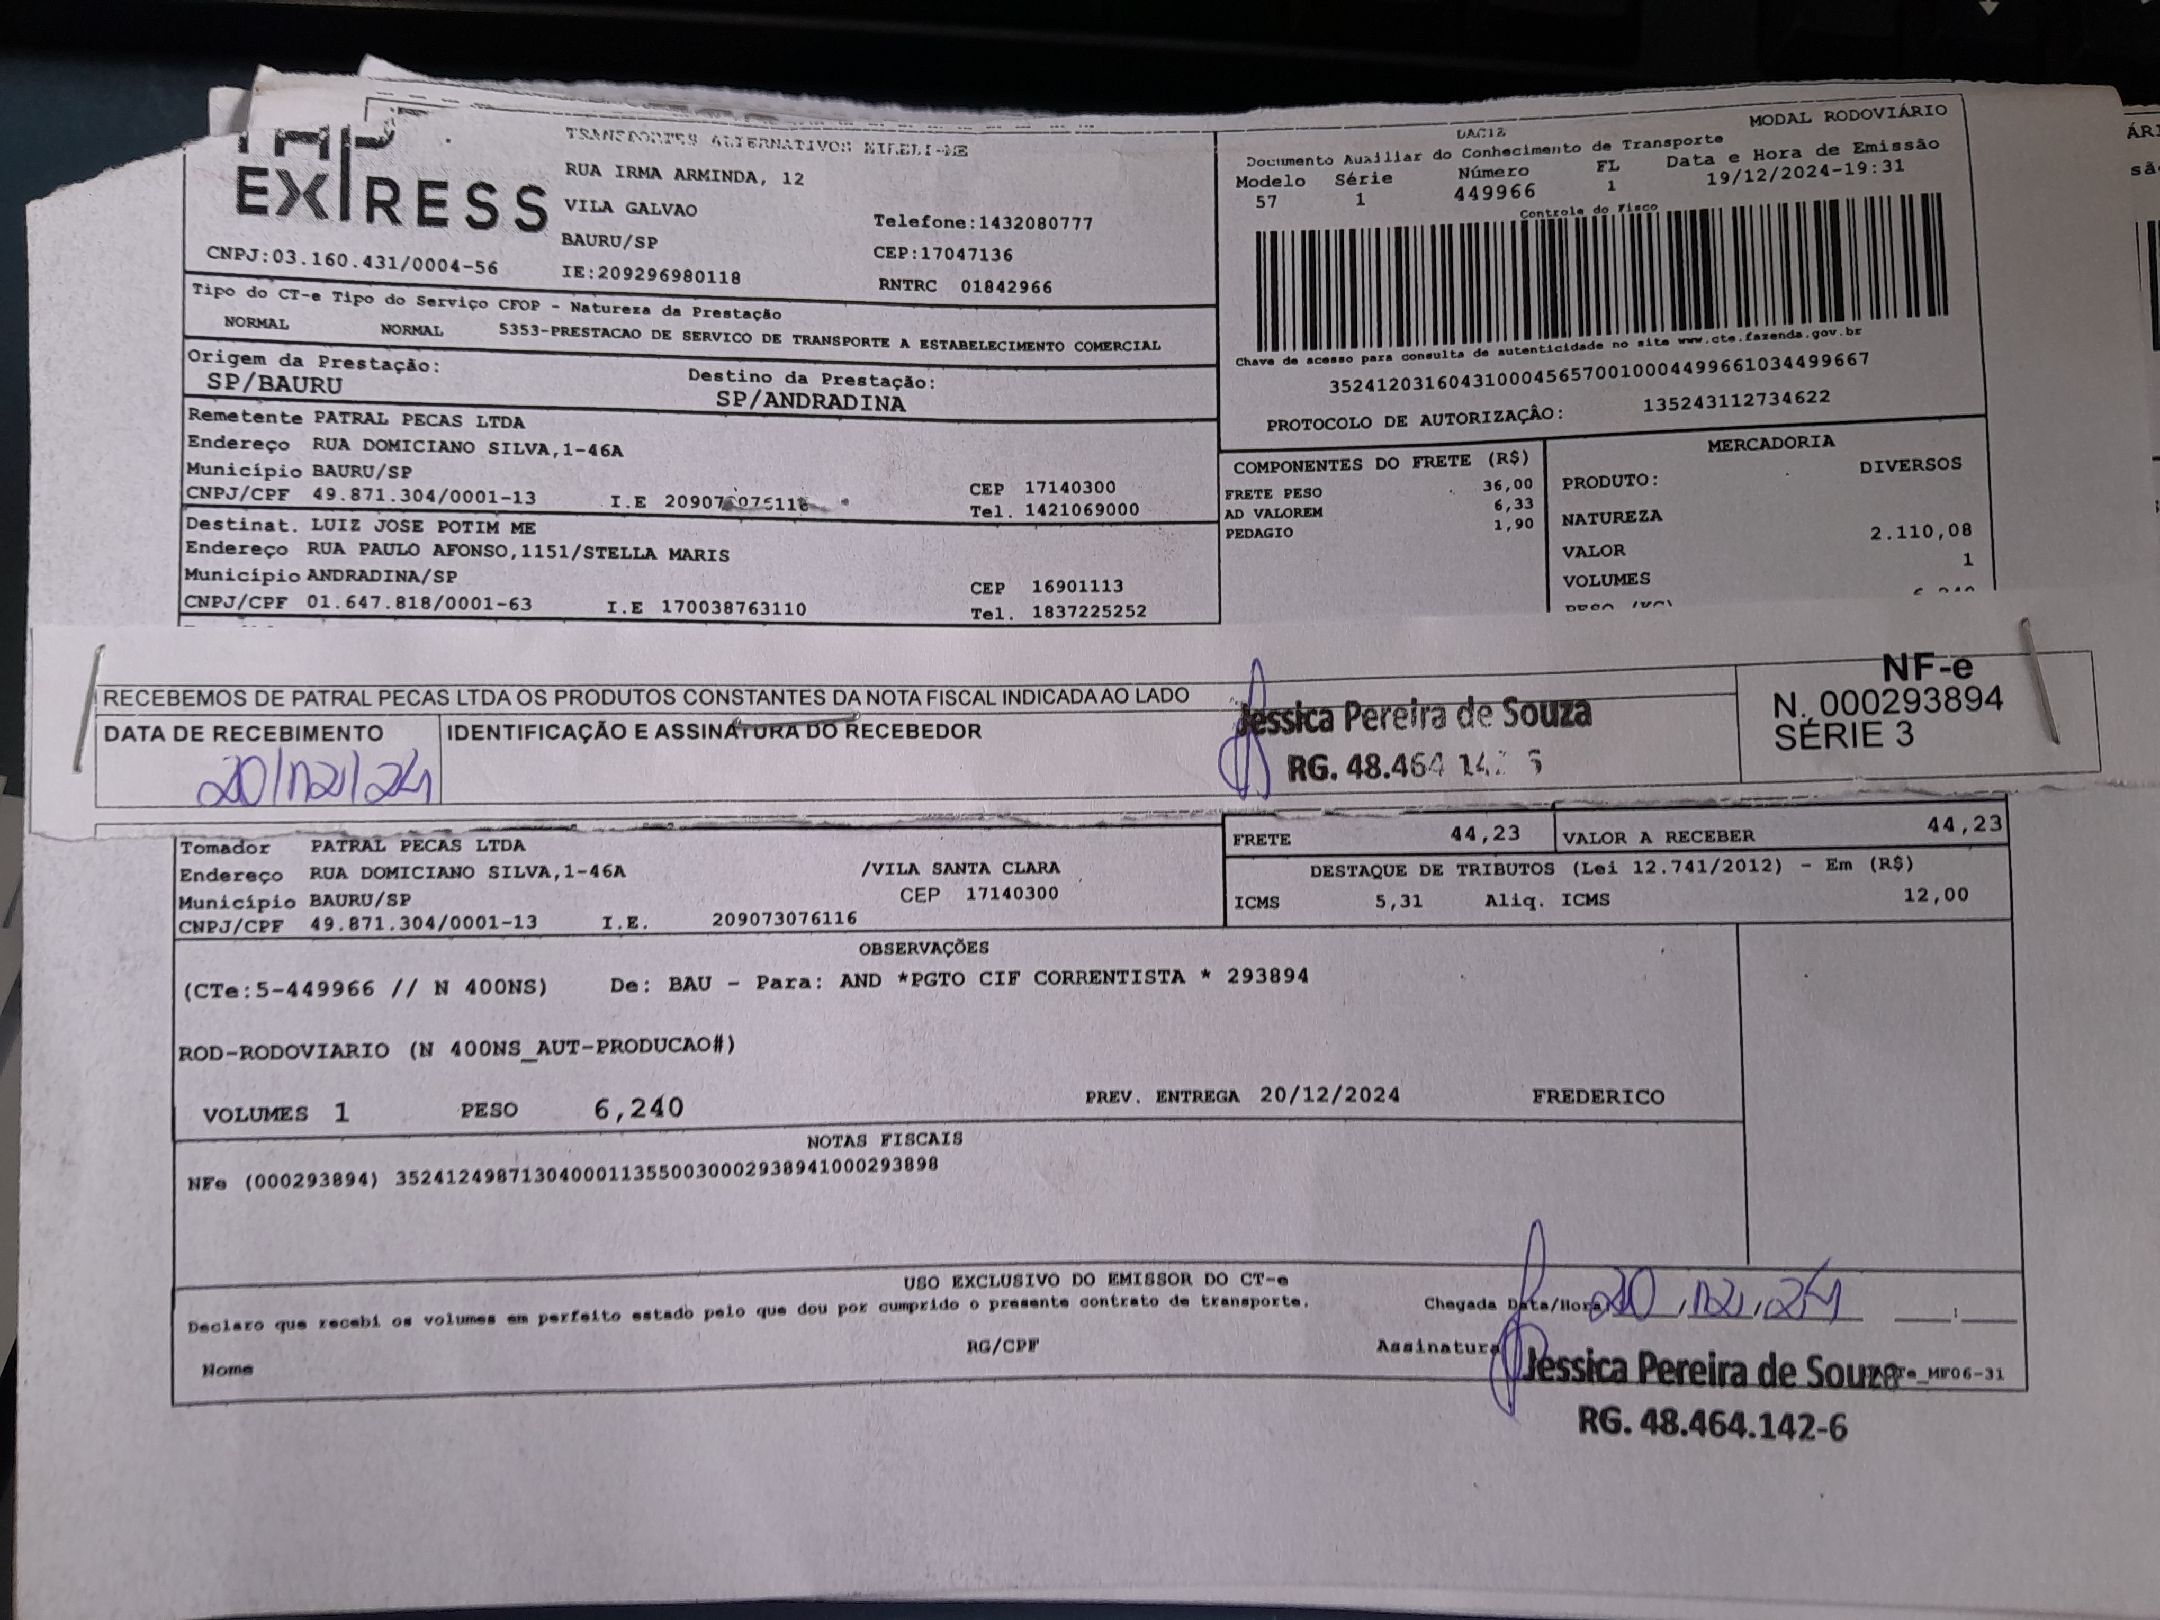 EXPRESS
CNPJ:03.160.431/0004-56
TRANSPORTES ALTERNATIVOS EIRELI-ME
RUA IRMA ARMINDA, 12
VILA GALVAO
BAURU/SP
IE:209296980118
Telefone:1432080777
CEP:17047136
RNTRC 01842966
MODAL RODOVIÁRIO
DACTE
Documento Auxiliar do Conhecimento de Transporte
Modelo Série Número FL Data e Hora de Emissão
57 1 449966 1 19/12/2024-19:31
Controle do Fisco
Chave de acesso para consulta de autenticidade no site www.cte.fazenda.gov.br
35241203160431000456570010004499661034499667
PROTOCOLO DE AUTORIZAÇÂO: 135243112734622
Tipo do CT-e Tipo do Serviço CFOP - Natureza da Prestação
NORMAL NORMAL 5353-PRESTACAO DE SERVICO DE TRANSPORTE A ESTABELECIMENTO COMERCIAL
Origem da Prestação: Destino da Prestação:
SP/BAURU SP/ANDRADINA
Remetente PATRAL PECAS LTDA
Endereço RUA DOMICIANO SILVA,1-46A
Município BAURU/SP CEP 17140300
CNPJ/CPF 49.871.304/0001-13 I.E Tel. 1421069000
Destinat. LUIZ JOSE POTIM ME
Endereço RUA PAULO AFONSO,1151/STELLA MARIS
Município ANDRADINA/SP CEP 16901113
CNPJ/CPF 01.647.818/0001-63 I.E 170038763110 Tel. 1837225252
COMPONENTES DO FRETE (R$)
FRETE PESO 36,00
AD VALOREM 6,33
PEDAGIO 1,90
MERCADORIA
PRODUTO: DIVERSOS
NATUREZA
VALOR 2.110,08
VOLUMES 1
RECEBEMOS DE PATRAL PECAS LTDA OS PRODUTOS CONSTANTES DA NOTA FISCAL INDICADA AO LADO
DATA DE RECEBIMENTO IDENTIFICAÇÃO E ASSINATURA DO RECEBEDOR
20/12/24
Jessica Pereira de Souza
RG. 48.464
NF-e
N. 000293894
SÉRIE 3
Tomador PATRAL PECAS LTDA
Endereço RUA DOMICIANO SILVA,1-46A /VILA SANTA CLARA
Município BAURU/SP CEP 17140300
CNPJ/CPF 49.871.304/0001-13 I.E. 209073076116
FRETE 44,23 VALOR A RECEBER 44,23
DESTAQUE DE TRIBUTOS (Lei 12.741/2012) - Em (R$)
ICMS 5,31 Aliq. ICMS 12,00
OBSERVAÇÕES
(CTe:5-449966 // N 400NS) De: BAU - Para: AND *PGTO CIF CORRENTISTA * 293894
ROD-RODOVIARIO (N 400NS_AUT-PRODUCAO#)
VOLUMES 1 PESO 6,240 PREV. ENTREGA 20/12/2024 FREDERICO
NOTAS FISCAIS
NFe (000293894) 35241249871304000113550030002938941000293898
USO EXCLUSIVO DO EMISSOR DO CT-e
Declaro que recebi os volumes em perfeito estado pelo que dou por cumprido o presente contrato de transporte.
Chegada Data/Hora 20/12/24 :
Nome RG/CPF Assinatura
Jessica Pereira de Souza
RG. 48.464.142-6
MF06-31